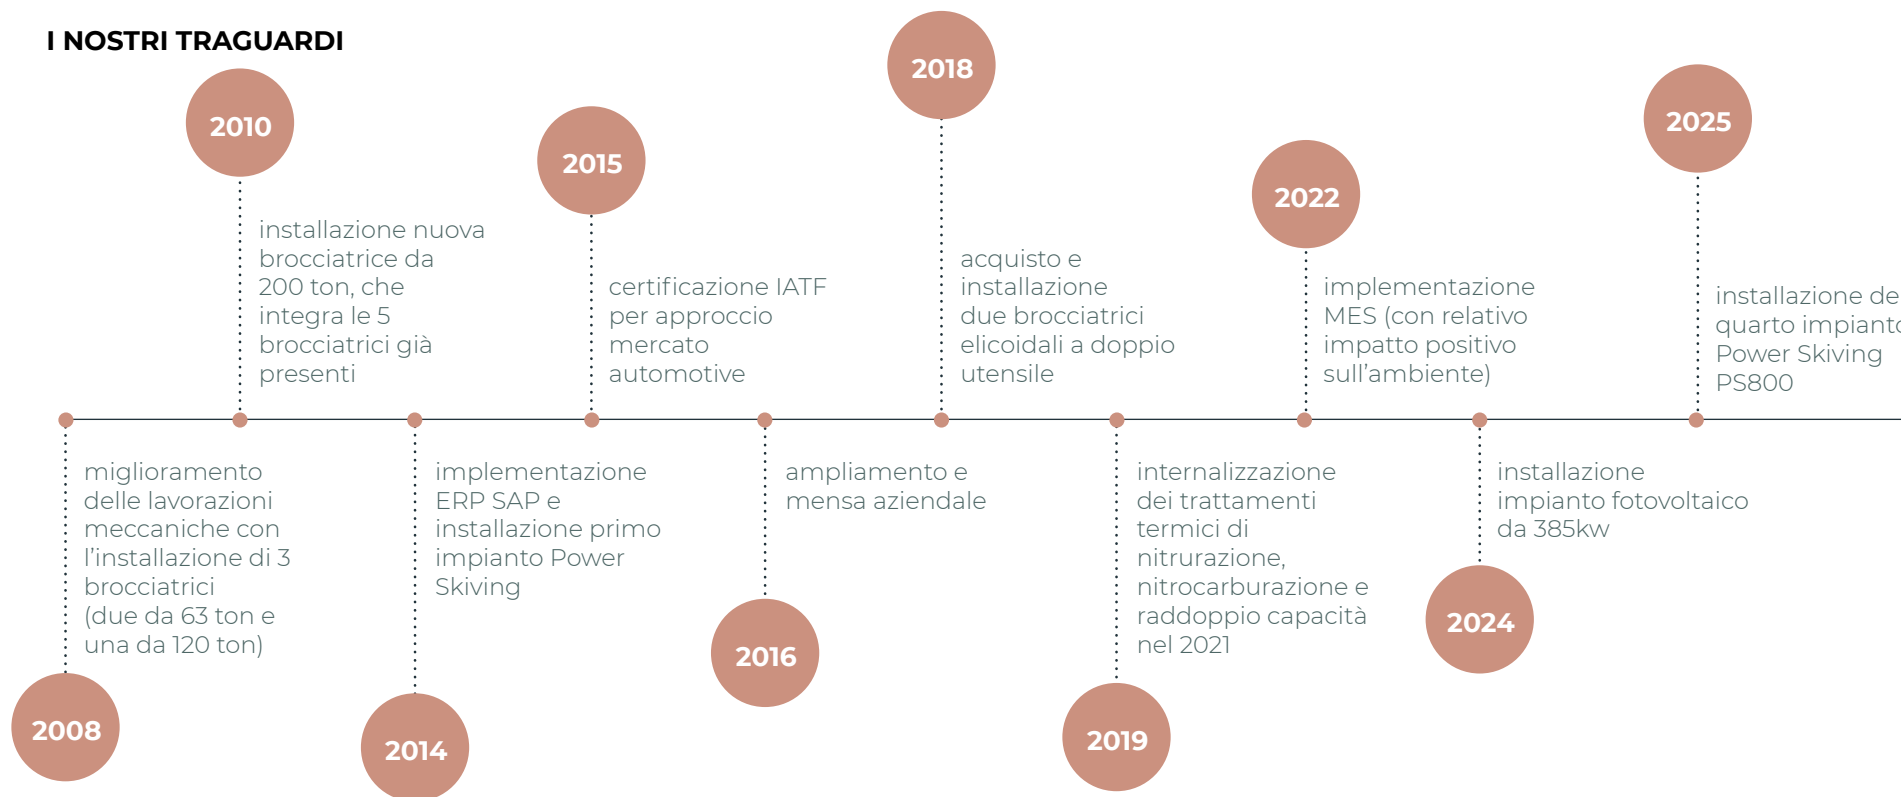 I NOSTRI TRAGUARDI
2008
miglioramento
delle lavorazioni
meccaniche con
l'installazione di 3
brocciatrici
(due da 63 ton e
una da 120 ton)
2010
installazione nuova
brocciatrice da
200 ton, che
integra le 5
brocciatrici già
presenti
2014
implementazione
ERP SAP e
installazione primo
impianto Power
Skiving
2015
certificazione IATF
per approccio
mercato
automotive
2016
ampliamento e
mensa aziendale
2018
acquisto e
installazione
due brocciatrici
elicoidali a doppio
utensile
2019
internalizzazione
dei trattamenti
termici di
nitrurazione,
nitrocarburazione e
raddoppio capacità
nel 2021
2022
implementazione
MES (con relativo
impatto positivo
sull'ambiente)
2024
installazione
impianto fotovoltaico
da 385kw
2025
installazione de
quarto impianto
Power Skiving
PS800